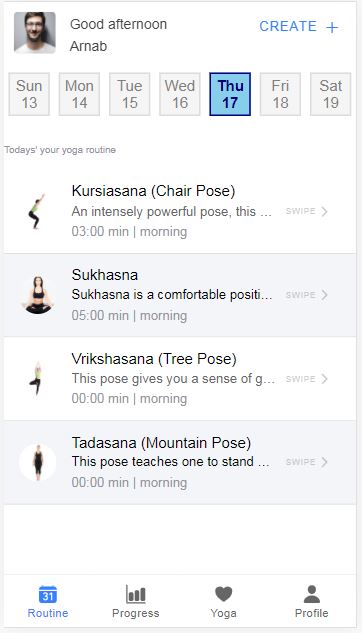 Good afternoon
CREATE +
Arnab
Sun Mon Tue Wed Thu Fri Sat
13 14 15 16 17 18 19
Todays' your yoga routine
Kursiasana (Chair Pose)
An intensely powerful pose, this ...
SWIPE
03:00 min | morning
Sukhasna
Sukhasna is a comfortable positi...
SWIPE
05:00 min | morning
Vrikshasana (Tree Pose)
This pose gives you a sense of g...
SWIPE
00:00 min | morning
Tadasana (Mountain Pose)
This pose teaches one to stand ...
SWIPE
00:00 min | morning
31
Routine Progress Yoga Profile